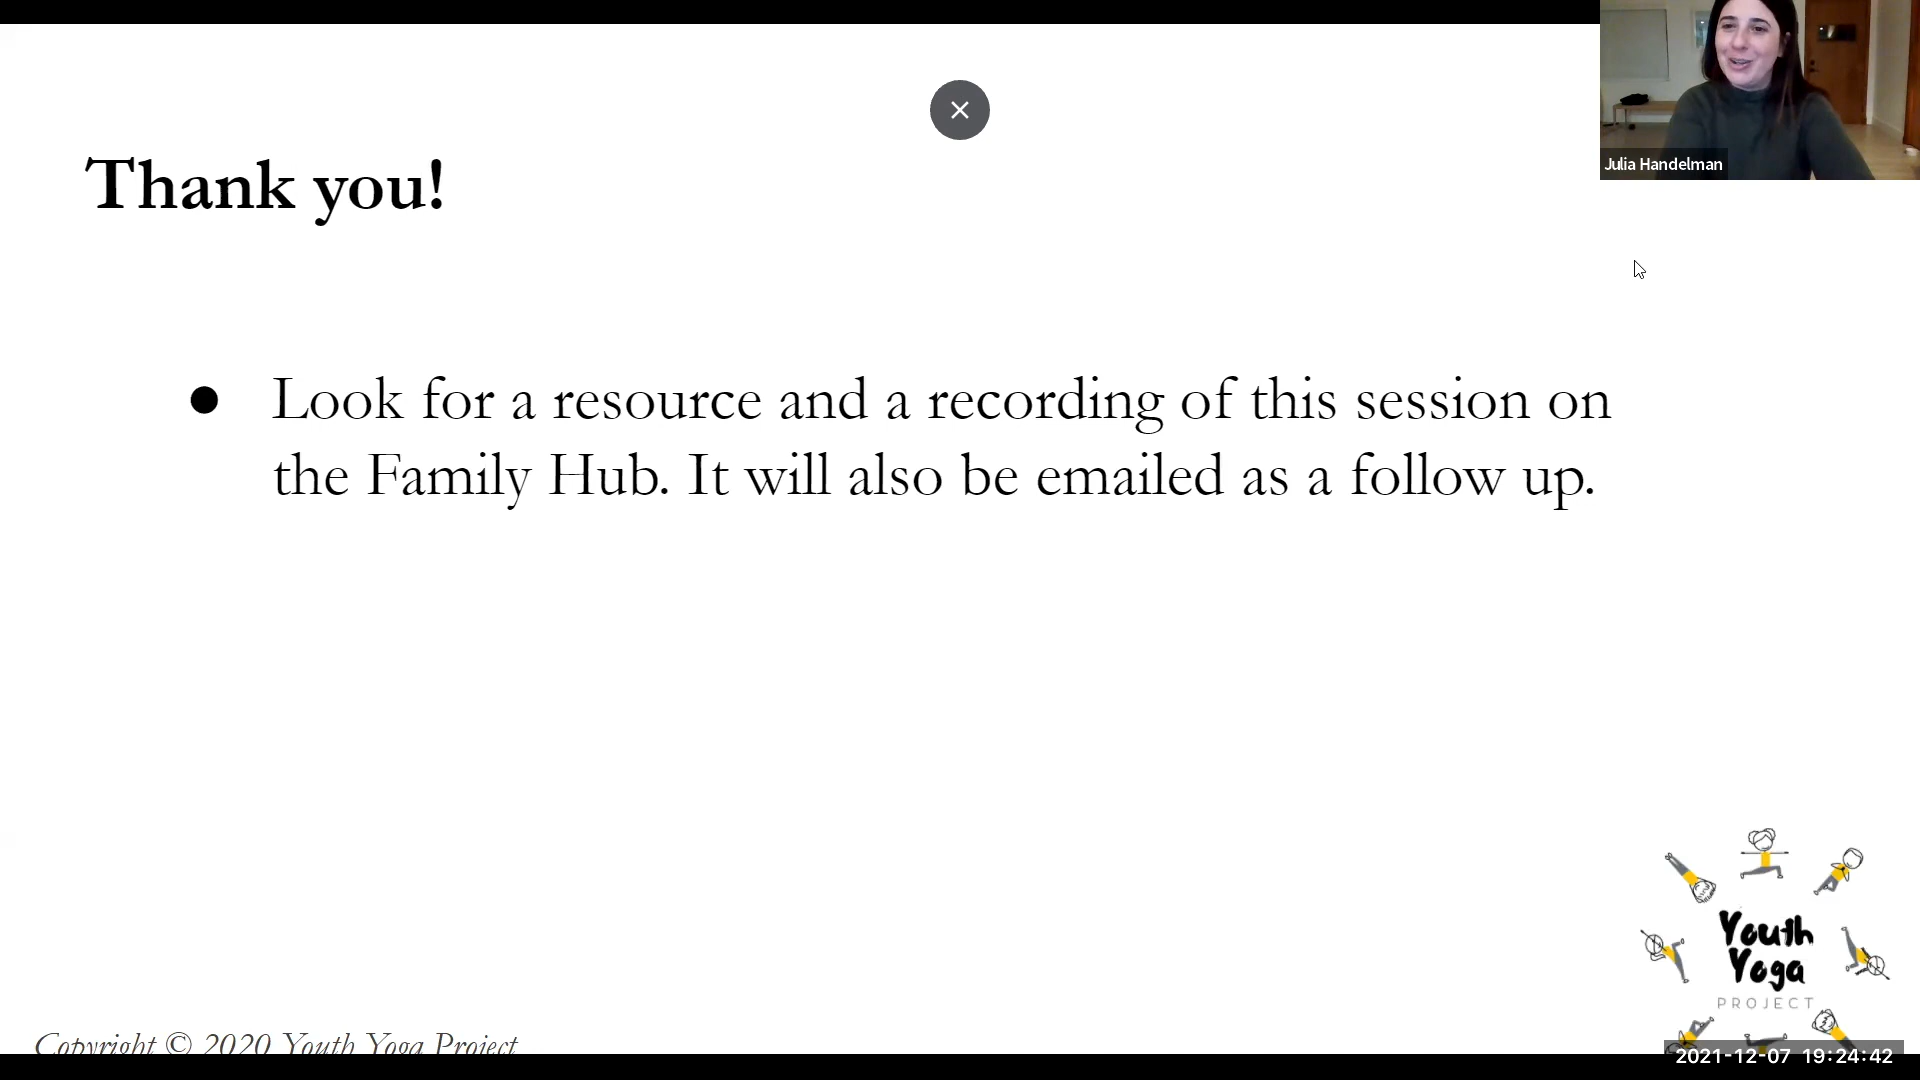 Julia Handelman
Thank you!
● Look for a resource and a recording of this session on
the Family Hub. It will also be emailed as a follow up.
Youth
Yoga
PROJECT
Copyright © 2020 Youth Yoga Project
2021-12-07 19:24:42